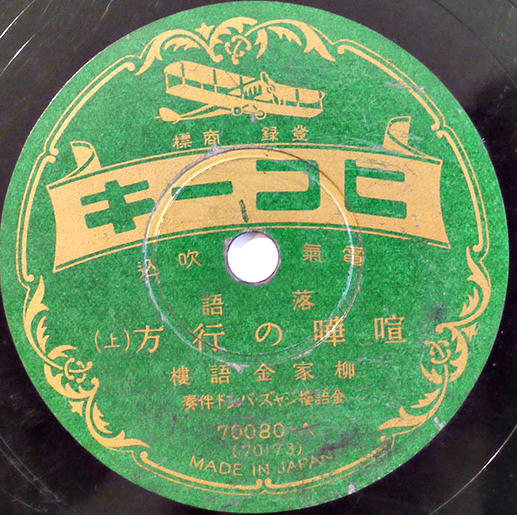 登録商標
ヒコーキ
電氣吹込
落語
喧嘩の行方(上)
柳家金語樓
金語樓ジャズ・バンド伴奏
70080-A
(70173)
MADE IN JAPAN